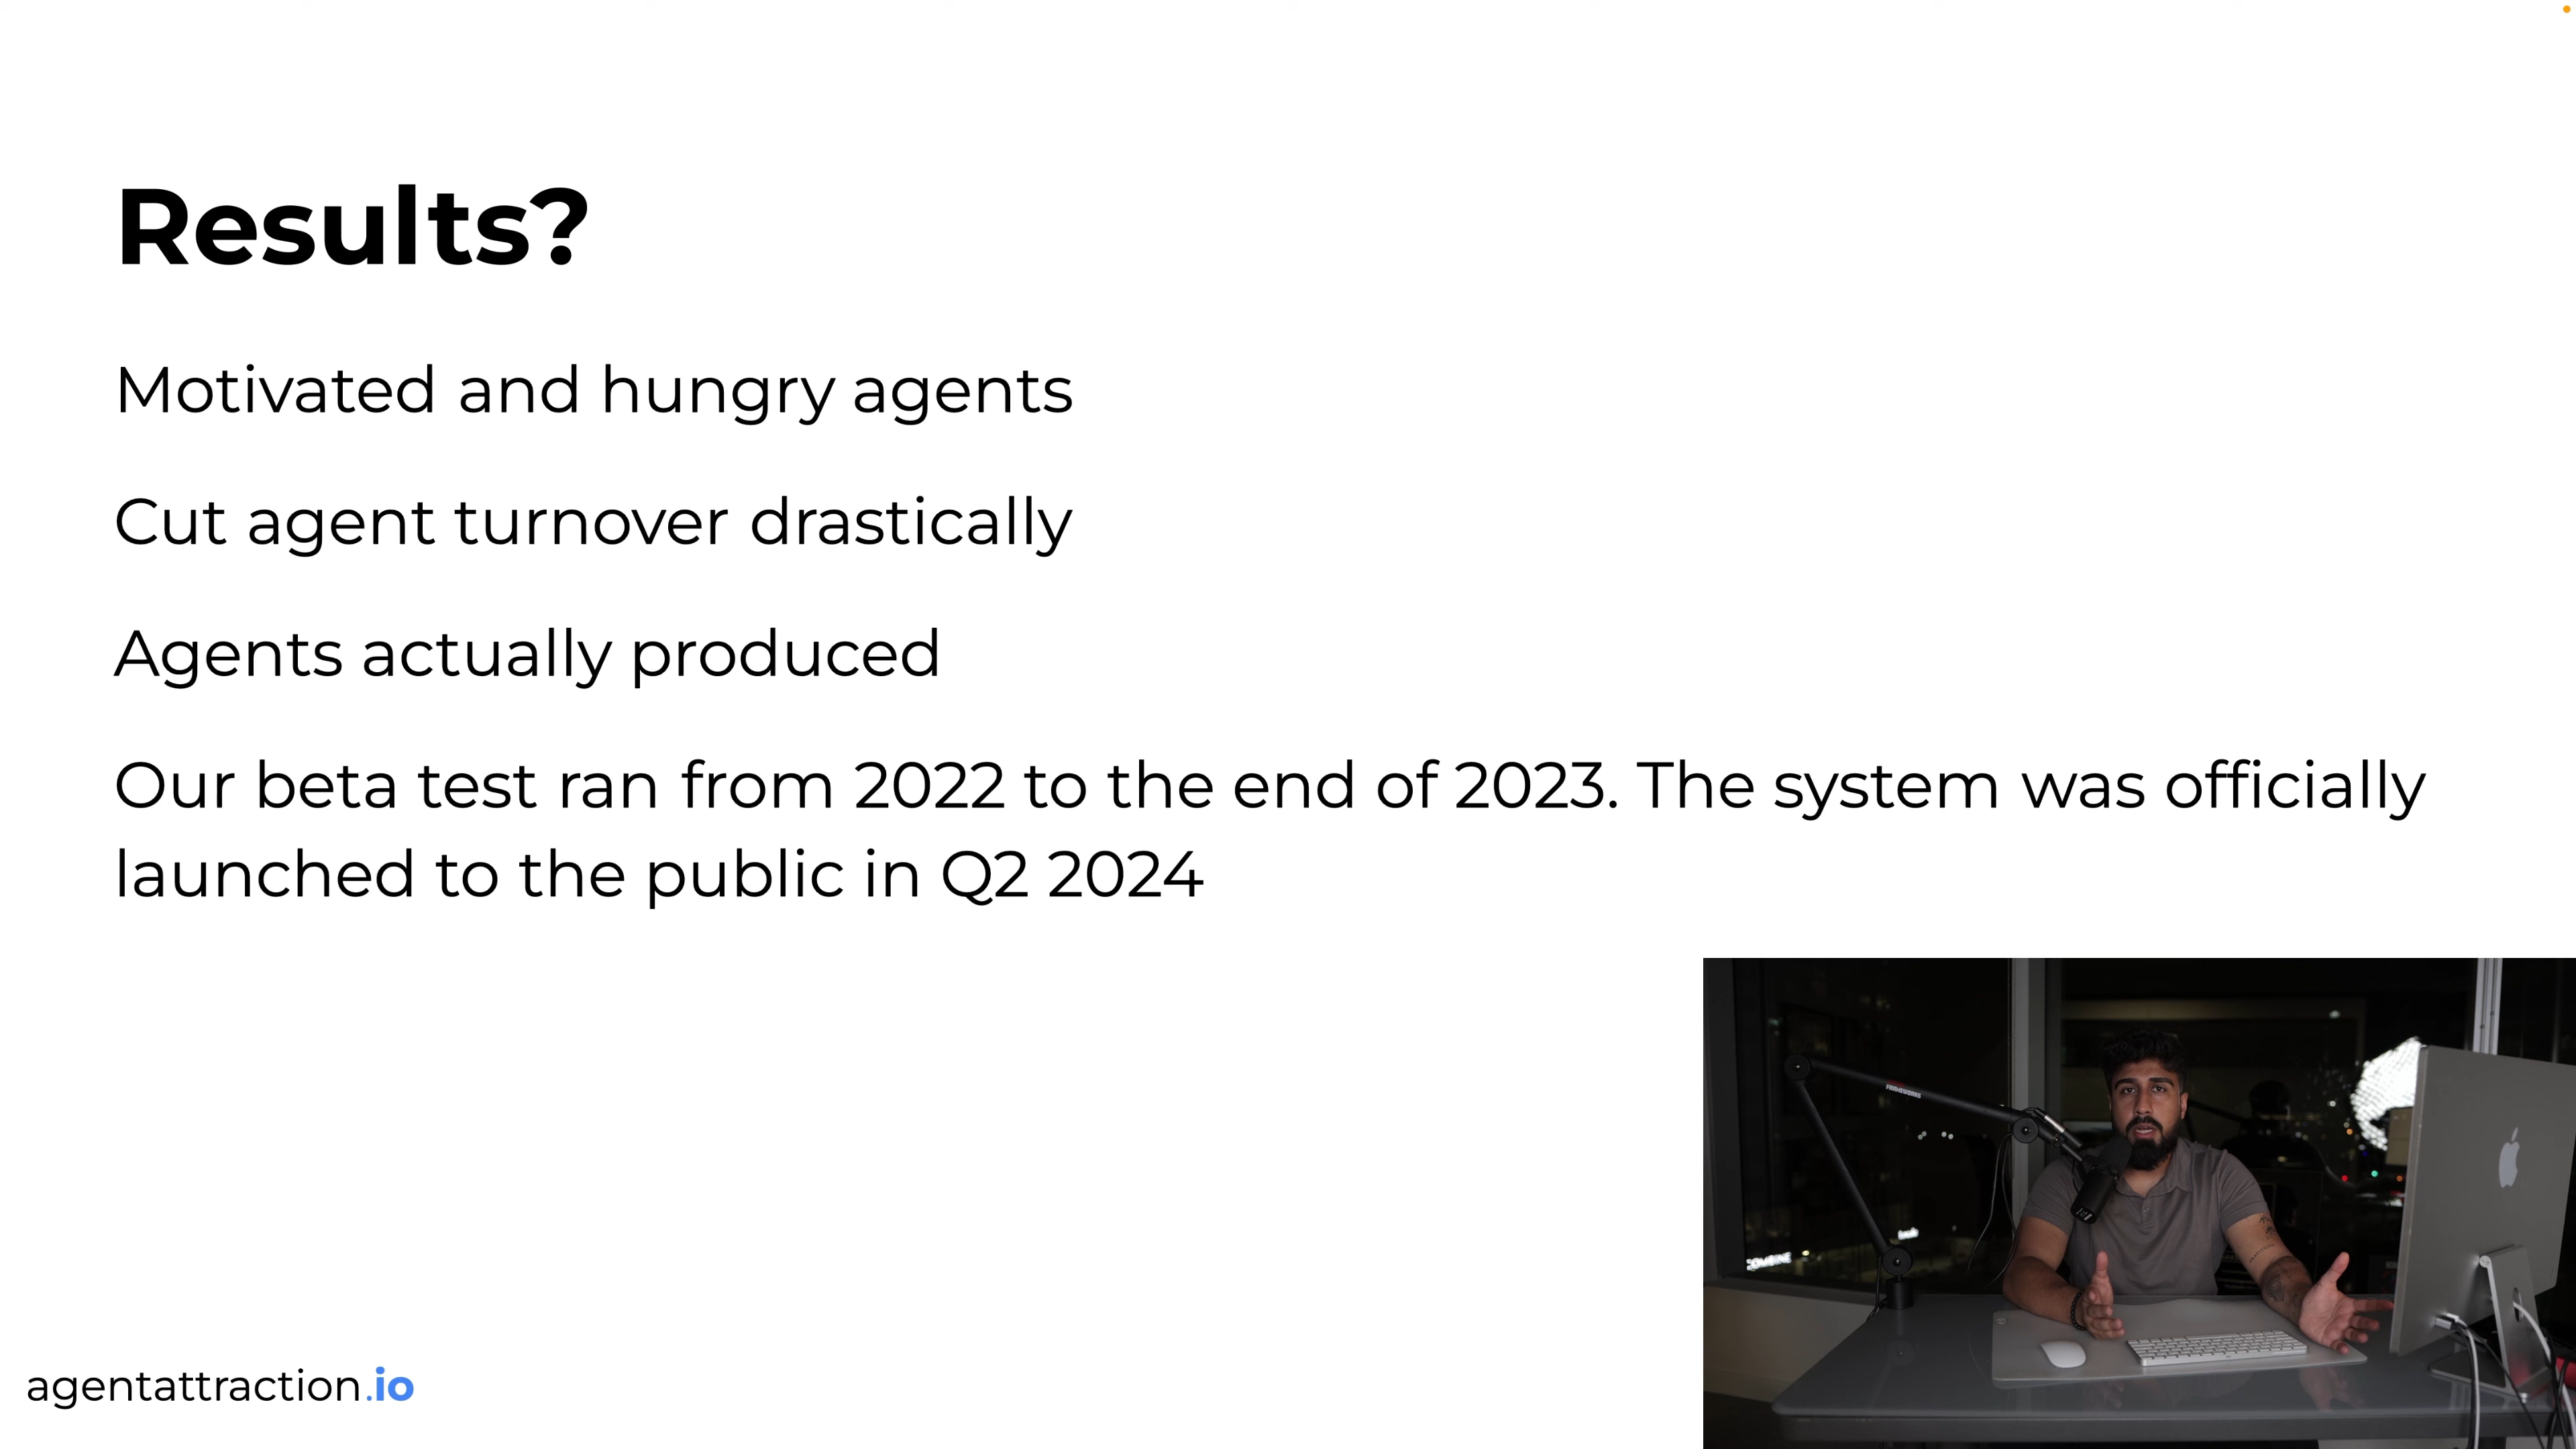 Results?
Motivated and hungry agents
Cut agent turnover drastically
Agents actually produced
Our beta test ran from 2022 to the end of 2023. The system was officially
launched to the public in Q2 2024
agentattraction.io